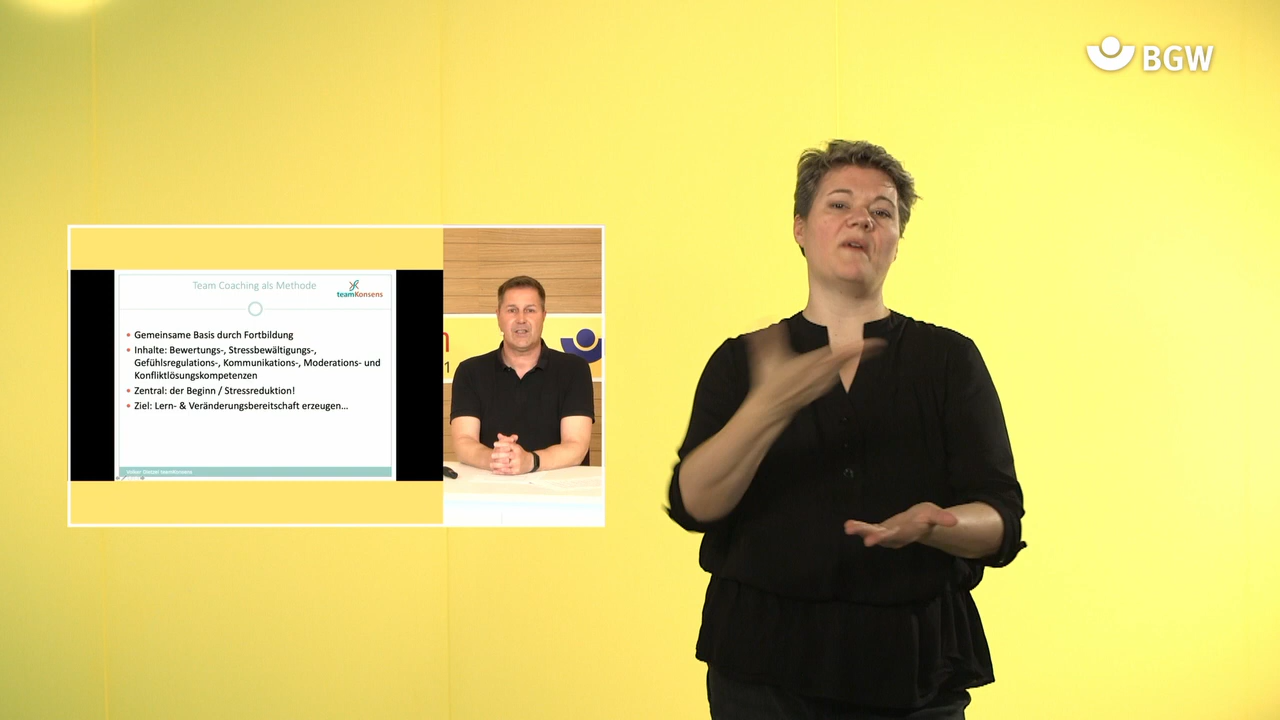 BGW
Team Coaching als Methode
teamKonsens
Gemeinsame Basis durch Fortbildung
Inhalte: Bewertungs-, Stressbewältigungs-,
Gefühlsregulations-, Kommunikations-, Moderations- und
Konfliktlösungskompetenzen
Zentral: der Beginn / Stressreduktion!
Ziel: Lern- & Veränderungsbereitschaft erzeugen…
1